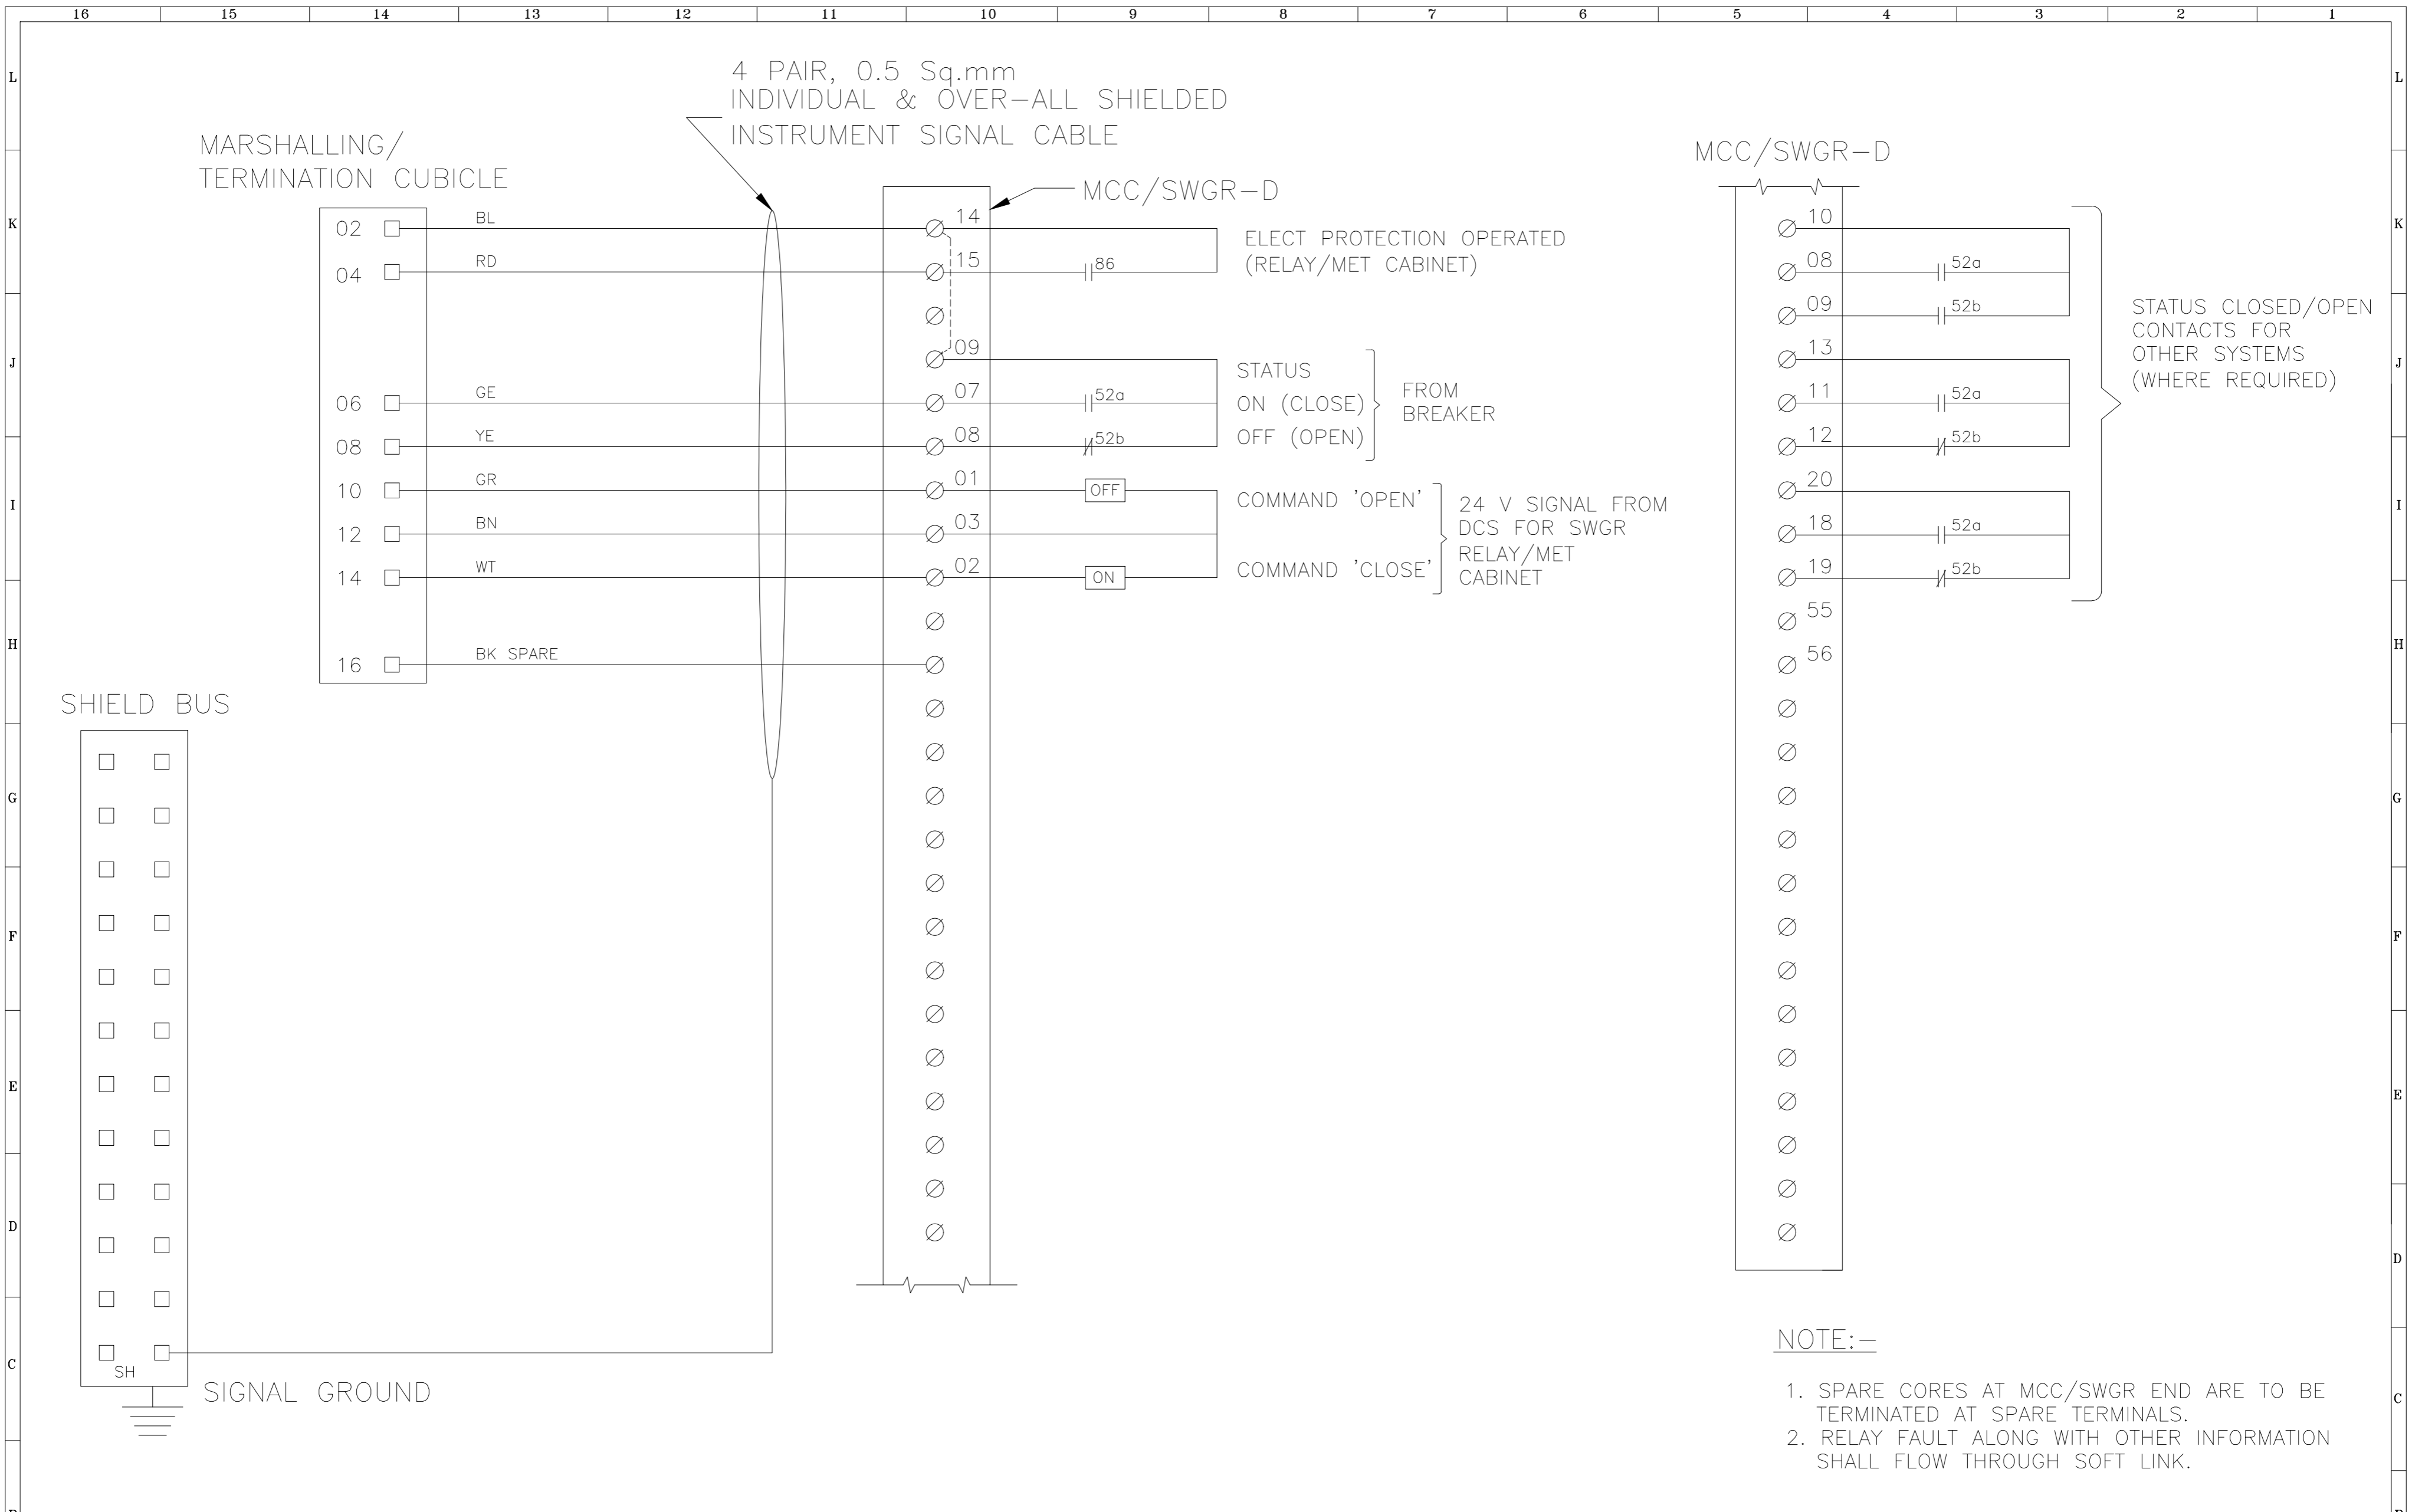 16 15 14 13 12 11 10 9 8 7 6 5 4 3 2 1
L
K
J
I
H
G
F
E
D
C
L
K
J
I
H
G
F
E
D
C
4 PAIR, 0.5 Sq.mm
INDIVIDUAL & OVER-ALL SHIELDED
INSTRUMENT SIGNAL CABLE
MARSHALLING/
TERMINATION CUBICLE
02 BL
04 RD
06 GE
08 YE
10 GR
12 BN
14 WT
16 BK SPARE
MCC/SWGR-D
14
15 86
09
07 52a
08 52b
01 OFF
03
02 ON
ELECT PROTECTION OPERATED
(RELAY/MET CABINET)
STATUS
ON (CLOSE)
OFF (OPEN)
FROM
BREAKER
COMMAND 'OPEN'
COMMAND 'CLOSE'
24 V SIGNAL FROM
DCS FOR SWGR
RELAY/MET
CABINET
MCC/SWGR-D
10
08 52a
09 52b
13
11 52a
12 52b
20
18 52a
19 52b
55
56
STATUS CLOSED/OPEN
CONTACTS FOR
OTHER SYSTEMS
(WHERE REQUIRED)
SHIELD BUS
SH
SIGNAL GROUND
NOTE:-
1. SPARE CORES AT MCC/SWGR END ARE TO BE
TERMINATED AT SPARE TERMINALS.
2. RELAY FAULT ALONG WITH OTHER INFORMATION
SHALL FLOW THROUGH SOFT LINK.